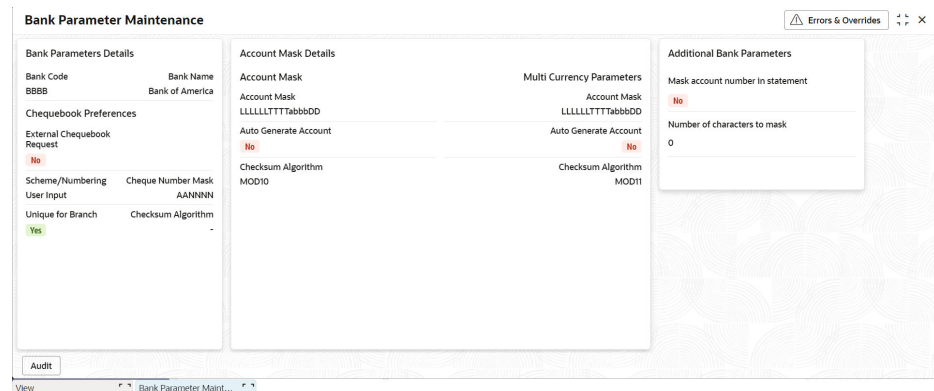 Bank Parameter Maintenance
Errors & Overrides
Bank Parameters Details
Bank Code Bank Name
BBBB Bank of America
Chequebook Preferences
External Chequebook
Request
No
Scheme/Numbering Cheque Number Mask
User Input AANNNN
Unique for Branch Checksum Algorithm
Yes -
Account Mask Details
Account Mask Multi Currency Parameters
Account Mask Account Mask
LLLLLLTTTTabbbDD LLLLLLTTTTabbbDD
Auto Generate Account Auto Generate Account
No No
Checksum Algorithm Checksum Algorithm
MOD10 MOD11
Additional Bank Parameters
Mask account number in statement
No
Number of characters to mask
0
Audit
View Bank Parameter Maint...